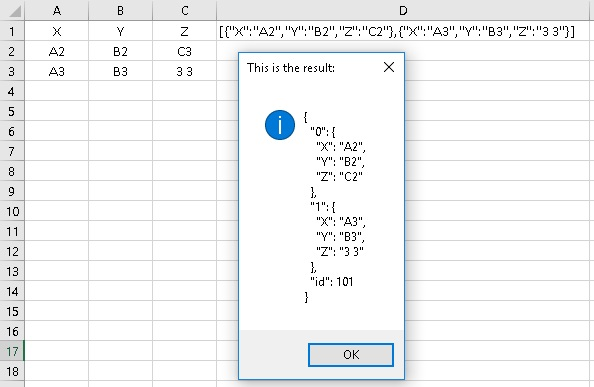 A B C D
1 X Y Z [{"X":"A2","Y":"B2","Z":"C2"},{"X":"A3","Y":"B3","Z":"3 3"}]
2 A2 B2 C3
3 A3 B3 3 3
4
5
6
7
8
9
10
11
12
13
14
15
16
17
18
This is the result:
{
"0": {
"X": "A2",
"Y": "B2",
"Z": "C2"
},
"1": {
"X": "A3",
"Y": "B3",
"Z": "3 3"
},
"id": 101
}
OK